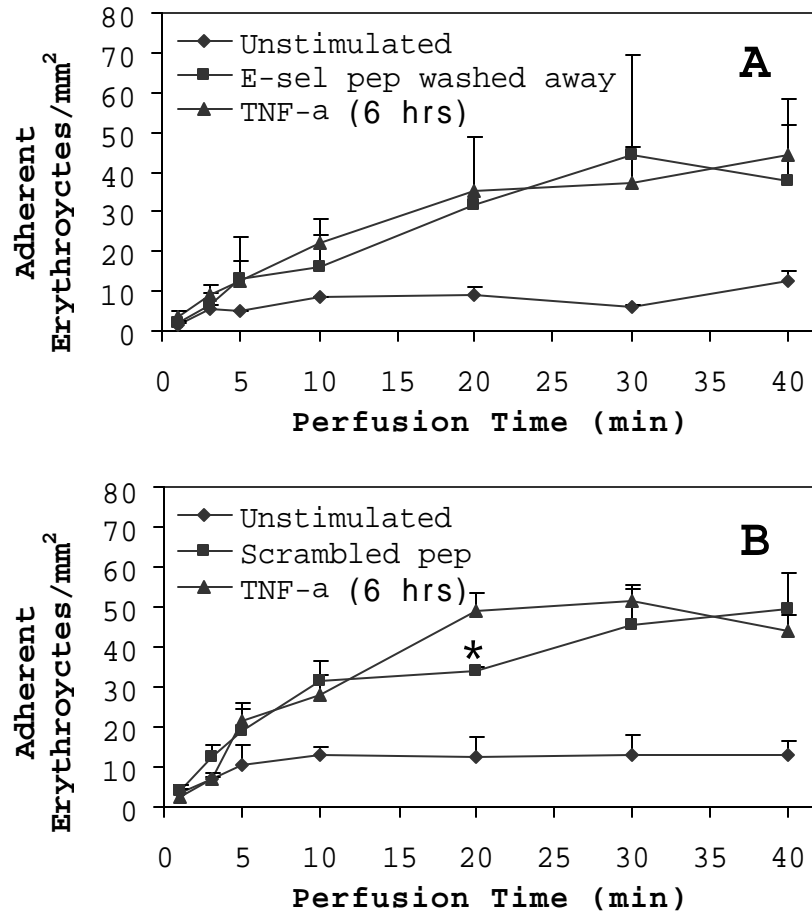 80
70
60
50
40
30
20
10
0
Adherent
Erythroyctes/mm²
Unstimulated
E-sel pep washed away
TNF-a (6 hrs)
A
0 5 10 15 20 25 30 35 40
Perfusion Time (min)
80
70
60
50
40
30
20
10
0
Adherent
Erythroyctes/mm²
Unstimulated
Scrambled pep
TNF-a (6 hrs)
B
*
0 5 10 15 20 25 30 35 40
Perfusion Time (min)